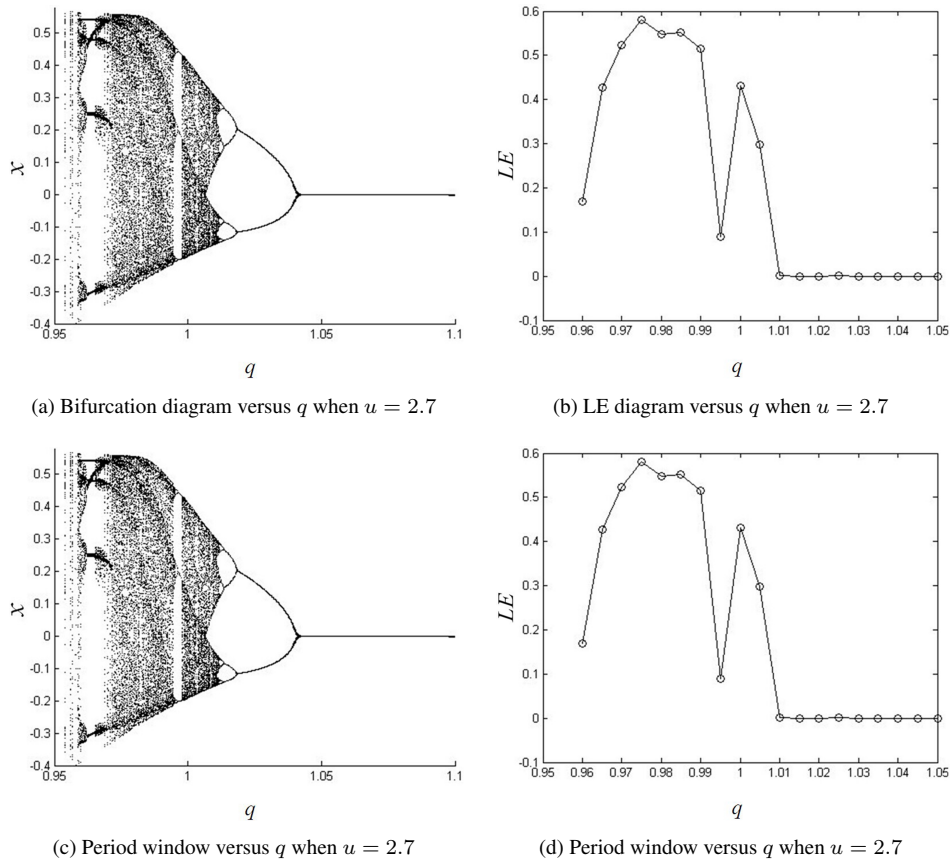 0.5
0.4
0.3
0.2
0.1
0
-0.1
-0.2
-0.3
-0.4
x
0.95 1 1.05 1.1
q
(a) Bifurcation diagram versus q when u = 2.7
0.6
0.5
0.4
0.3
0.2
0.1
0
-0.1
LE
0.95 0.96 0.97 0.98 0.99 1 1.01 1.02 1.03 1.04 1.05
q
(b) LE diagram versus q when u = 2.7
0.5
0.4
0.3
0.2
0.1
0
-0.1
-0.2
-0.3
-0.4
x
0.95 1 1.05 1.1
q
(c) Period window versus q when u = 2.7
0.6
0.5
0.4
0.3
0.2
0.1
0
-0.1
LE
0.95 0.96 0.97 0.98 0.99 1 1.01 1.02 1.03 1.04 1.05
q
(d) Period window versus q when u = 2.7